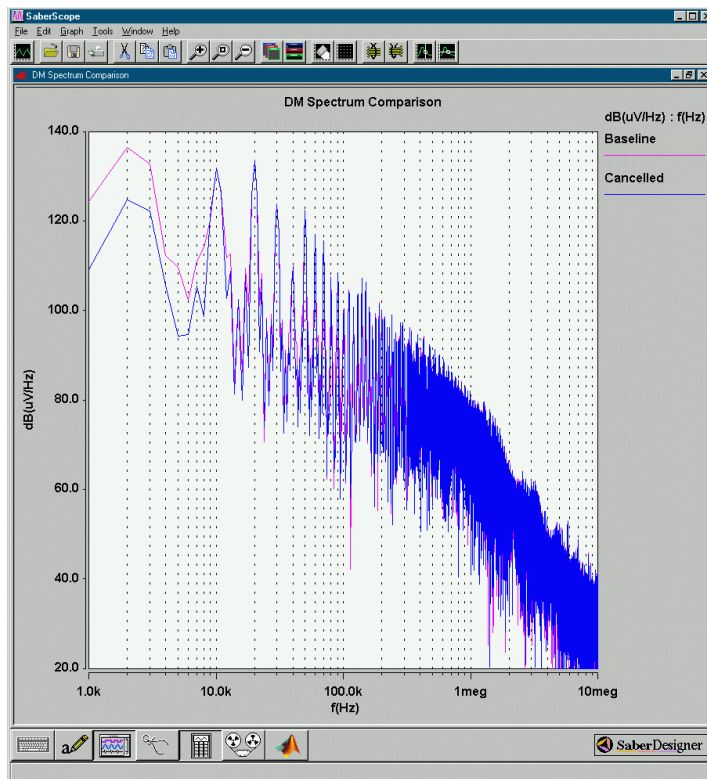 SaberScope
File Edit Graph Tools Window Help
DM Spectrum Comparison
DM Spectrum Comparison
dB(uV/Hz) : f(Hz)
Baseline
Cancelled
140.0
120.0
100.0
80.0
60.0
40.0
20.0
dB(uV/Hz)
1.0k 10.0k 100.0k 1meg 10meg
f(Hz)
a
SaberDesigner